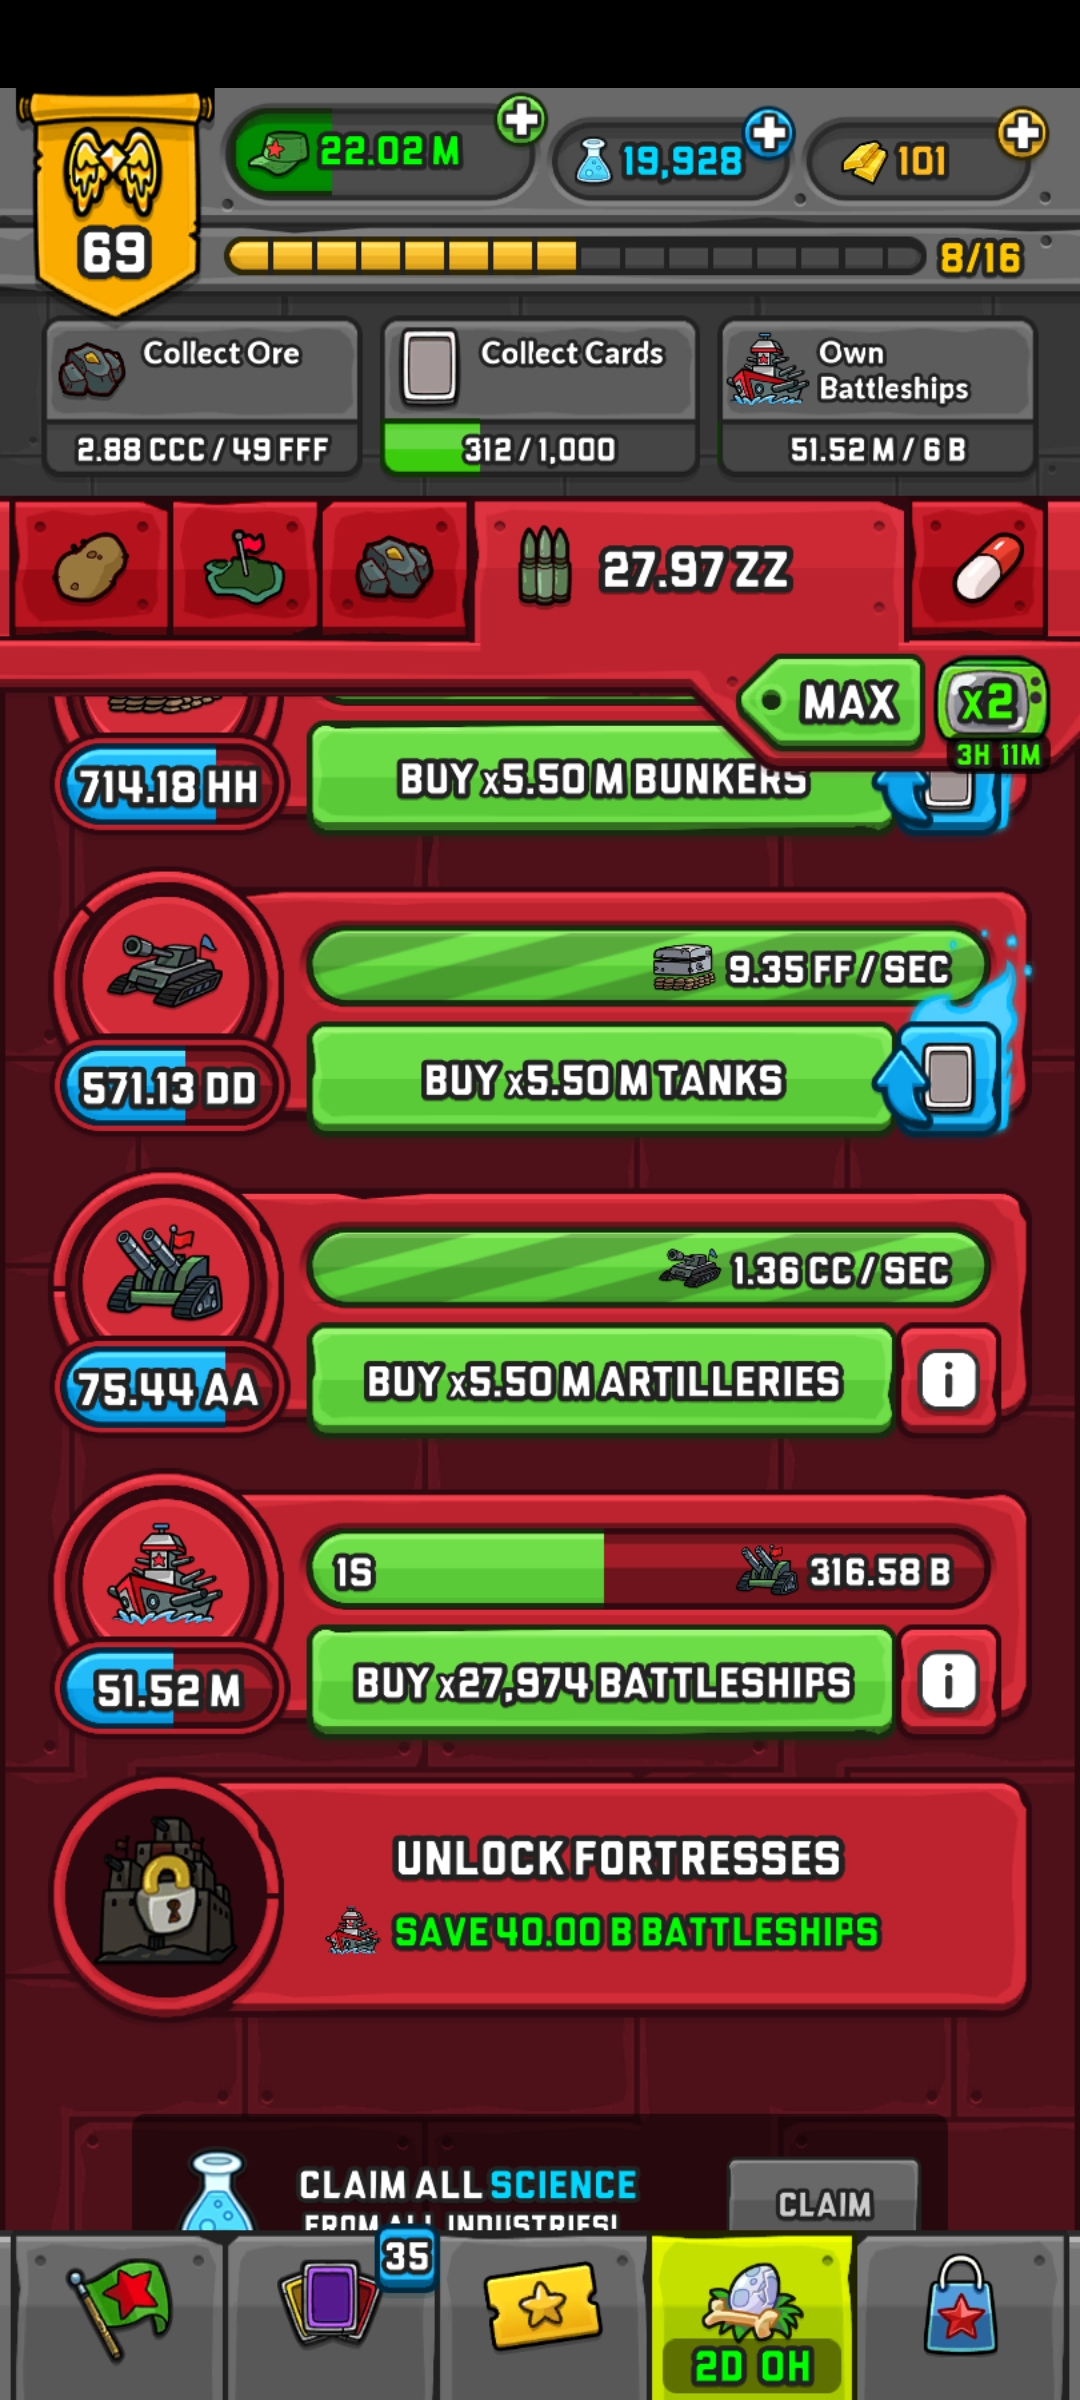 22.02 M
19,928
101
69
8/16
Collect Ore
2.88 CCC / 49 FFF
Collect Cards
312 / 1,000
Own
Battleships
51.52 M / 6 B
27.97 ZZ
MAX
x2
3H 11M
714.18 HH
BUY x5.50 M BUNKERS
9.35 FF / SEC
571.13 DD
BUY x5.50 M TANKS
1.36 CC / SEC
75.44 AA
BUY x5.50 M ARTILLERIES
i
1S
316.58 B
51.52 M
BUY x27,974 BATTLESHIPS
i
UNLOCK FORTRESSES
SAVE 40.00 B BATTLESHIPS
CLAIM ALL SCIENCE
FROM ALL INDUSTRIES!
CLAIM
35
2D 0H